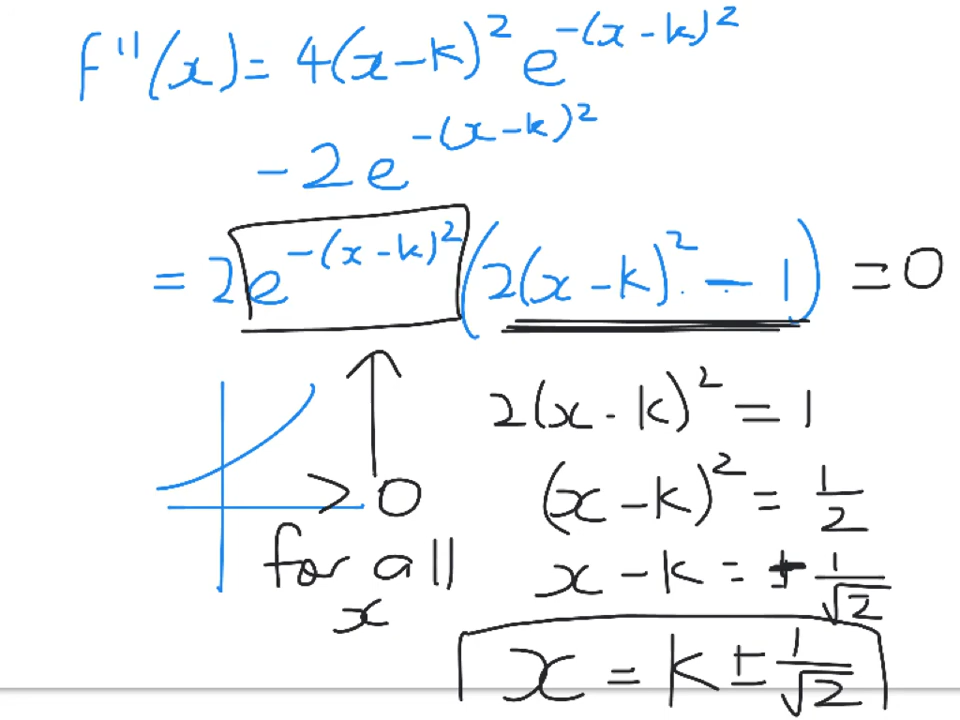 f''(x) = 4(x-k)² e^{-(x-k)²}
-2e^{-(x-k)²}
= 2e^{-(x-k)²} (2(x-k)² - 1) = 0
2(x-k)² = 1
> 0
for all
x
(x-k)² = 1/2
x-k = ± 1/√2
x = k ± 1/√2